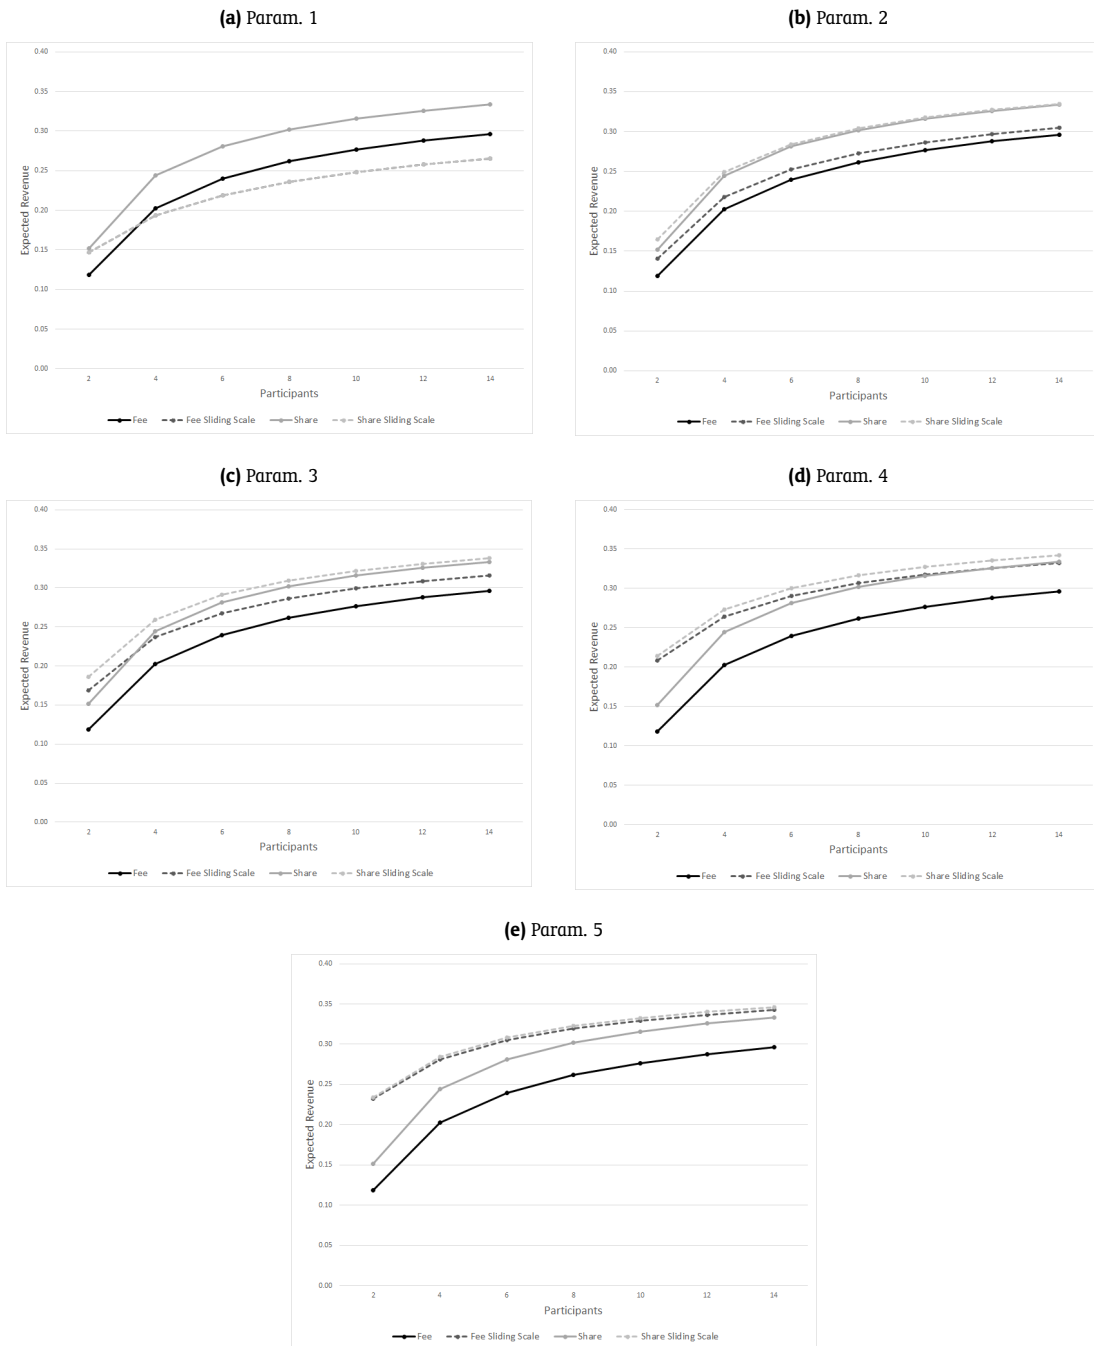 (a) Param. 1
0.40
0.35
0.30
0.25
0.20
0.15
0.10
0.05
0.00
Expected Revenue
2 4 6 8 10 12 14
Participants
Fee Fee Sliding Scale Share Share Sliding Scale
(b) Param. 2
0.40
0.35
0.30
0.25
0.20
0.15
0.10
0.05
0.00
Expected Revenue
2 4 6 8 10 12 14
Participants
Fee Fee Sliding Scale Share Share Sliding Scale
(c) Param. 3
0.40
0.35
0.30
0.25
0.20
0.15
0.10
0.05
0.00
Expected Revenue
2 4 6 8 10 12 14
Participants
Fee Fee Sliding Scale Share Share Sliding Scale
(d) Param. 4
0.40
0.35
0.30
0.25
0.20
0.15
0.10
0.05
0.00
Expected Revenue
2 4 6 8 10 12 14
Participants
Fee Fee Sliding Scale Share Share Sliding Scale
(e) Param. 5
0.40
0.35
0.30
0.25
0.20
0.15
0.10
0.05
0.00
Expected Revenue
2 4 6 8 10 12 14
Participants
Fee Fee Sliding Scale Share Share Sliding Scale